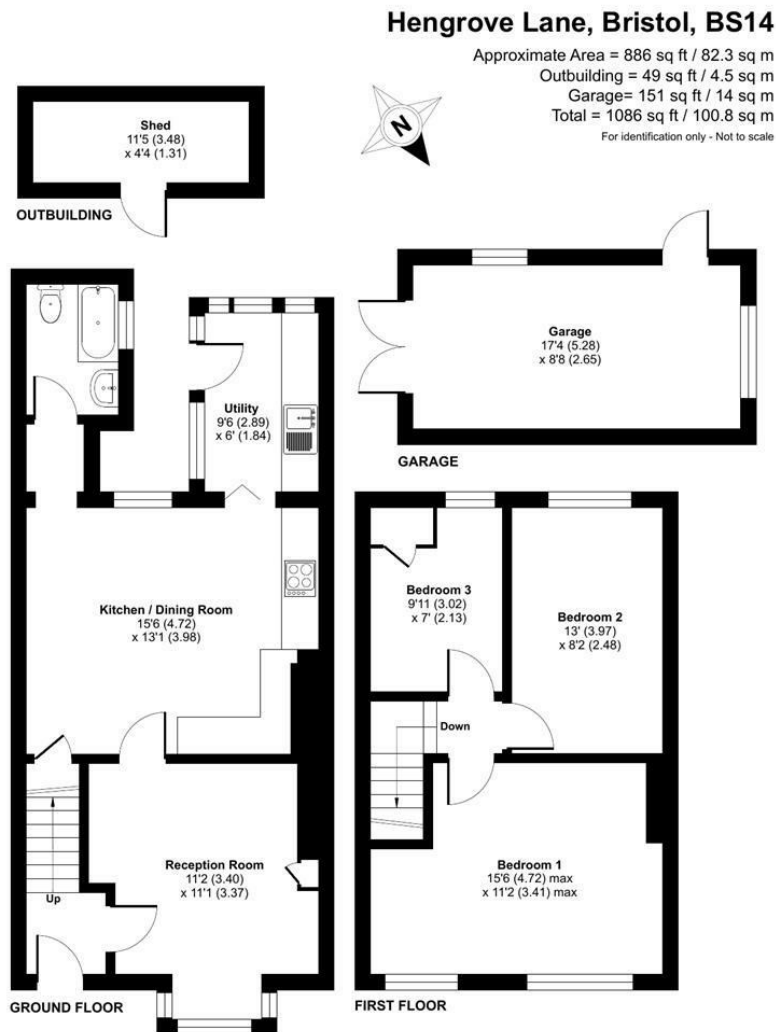 Hengrove Lane, Bristol, BS14
Approximate Area = 886 sq ft / 82.3 sq m
Outbuilding = 49 sq ft / 4.5 sq m
Garage= 151 sq ft / 14 sq m
Total = 1086 sq ft / 100.8 sq m
For identification only - Not to scale
N
Shed
11'5 (3.48)
x 4'4 (1.31)
OUTBUILDING
Garage
17'4 (5.28)
x 8'8 (2.65)
GARAGE
Utility
9'6 (2.89)
x 6' (1.84)
Kitchen / Dining Room
15'6 (4.72)
x 13'1 (3.98)
Reception Room
11'2 (3.40)
x 11'1 (3.37)
Up
GROUND FLOOR
Bedroom 3
9'11 (3.02)
x 7' (2.13)
Bedroom 2
13' (3.97)
x 8'2 (2.48)
Down
Bedroom 1
15'6 (4.72) max
x 11'2 (3.41) max
FIRST FLOOR